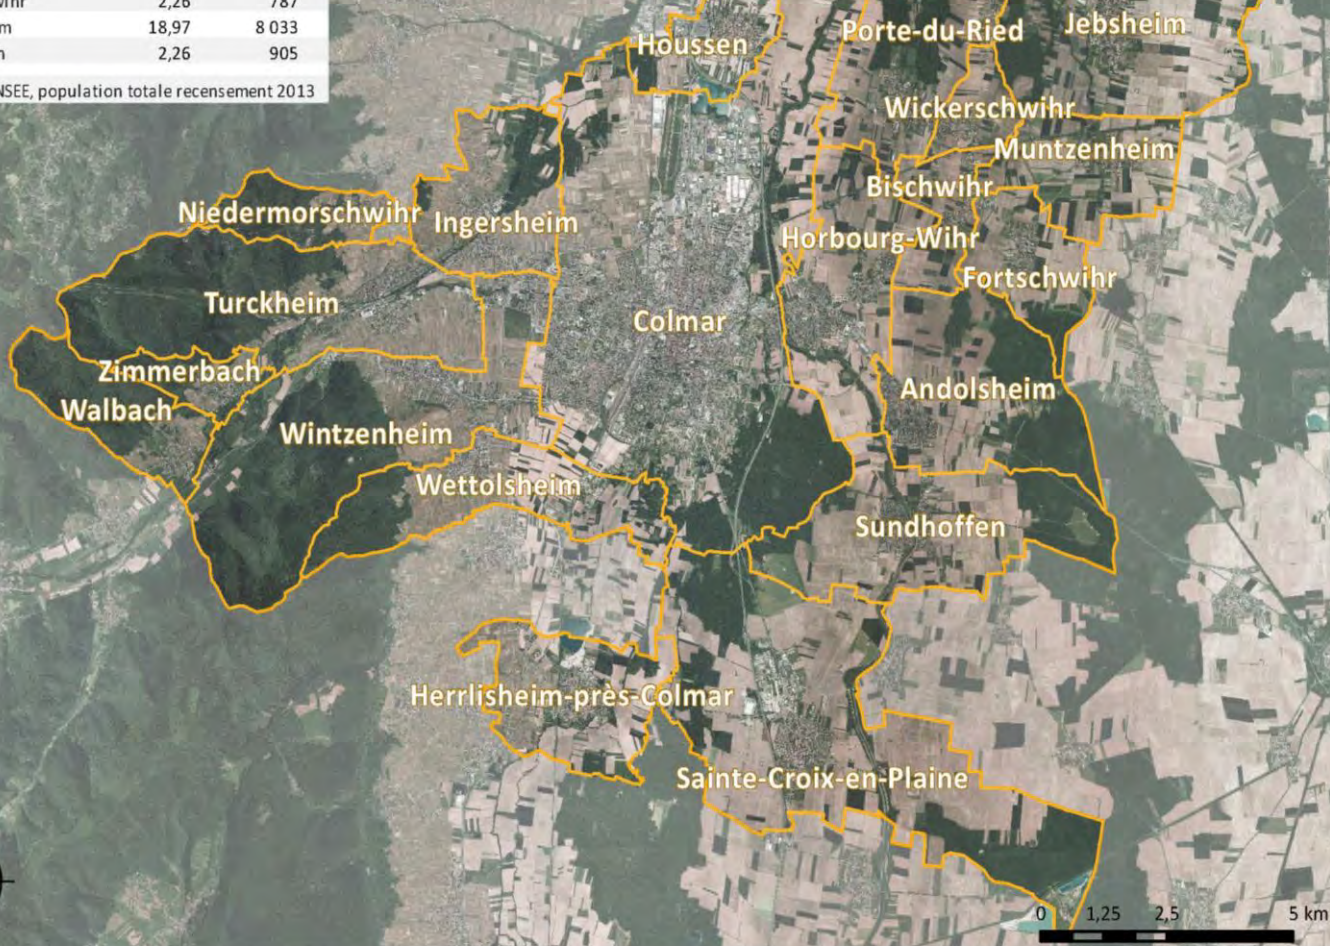 2,26 787
18,97 8 033
2,26 905
population totale recensement 2013
Houssen
Porte-du-Ried
Jebsheim
Wickerschwihr
Muntzenheim
Bischwihr
Niedermorschwihr
Ingersheim
Horbourg-Wihr
Fortschwihr
Turckheim
Colmar
Zimmerbach
Andolsheim
Walbach
Wintzenheim
Wettolsheim
Sundhoffen
Herrlisheim-près-Colmar
Sainte-Croix-en-Plaine
0 1,25 2,5 5 km